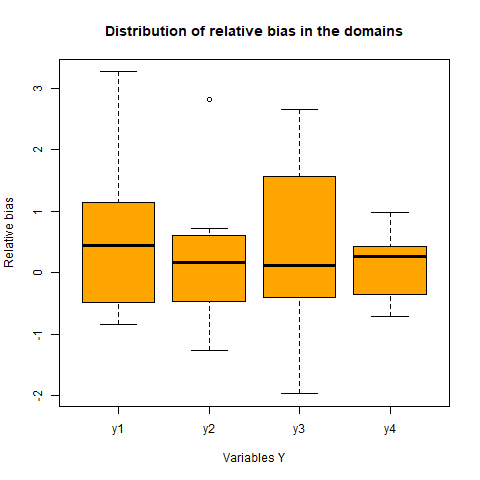 Distribution of relative bias in the domains
Relative bias
3
2
1
0
-1
-2
y1 y2 y3 y4
Variables Y